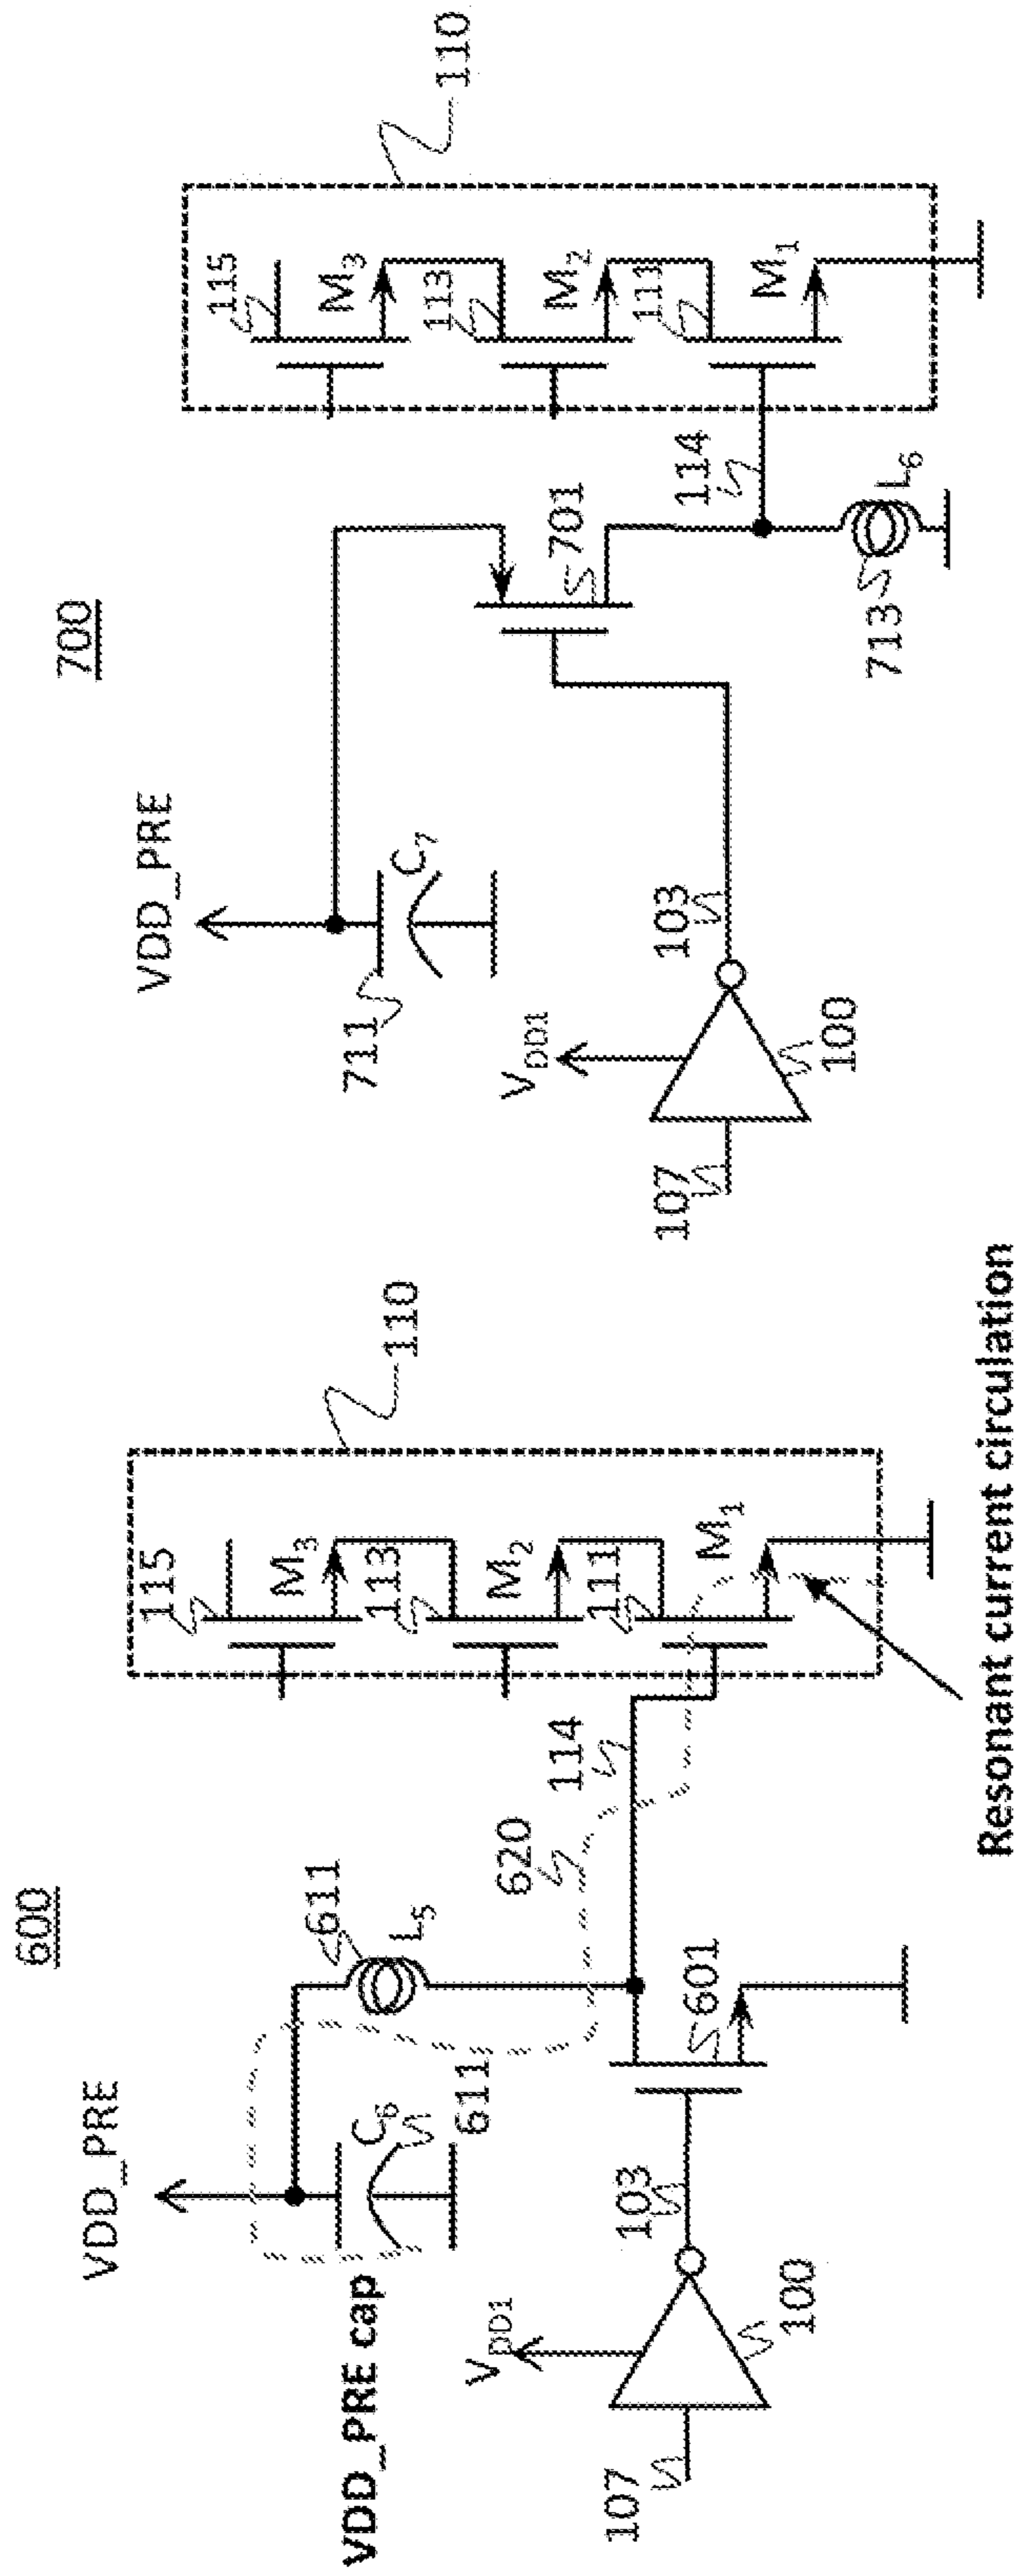 600
VDD_PRE
VDD_PRE cap
C6
611
611
L5
VDD1
107
100
103
601
620
114
115
M3
113
M2
111
M1
110
Resonant current circulation
700
VDD_PRE
711
C7
VDD1
107
100
103
701
114
713
L6
115
M3
113
M2
111
M1
110